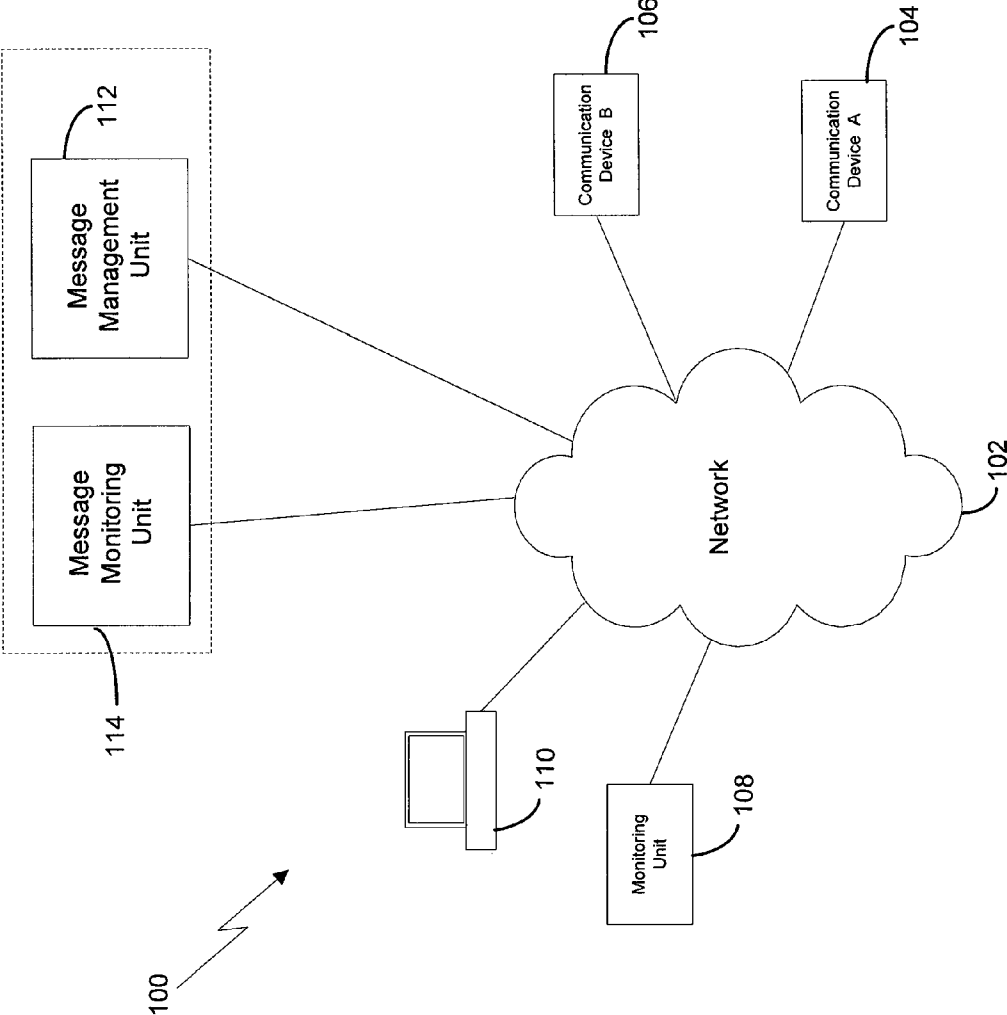 100
114
Message
Monitoring
Unit
Message
Management
Unit
112
110
Monitoring
Unit
108
Network
102
Communication
Device B
106
Communication
Device A
104